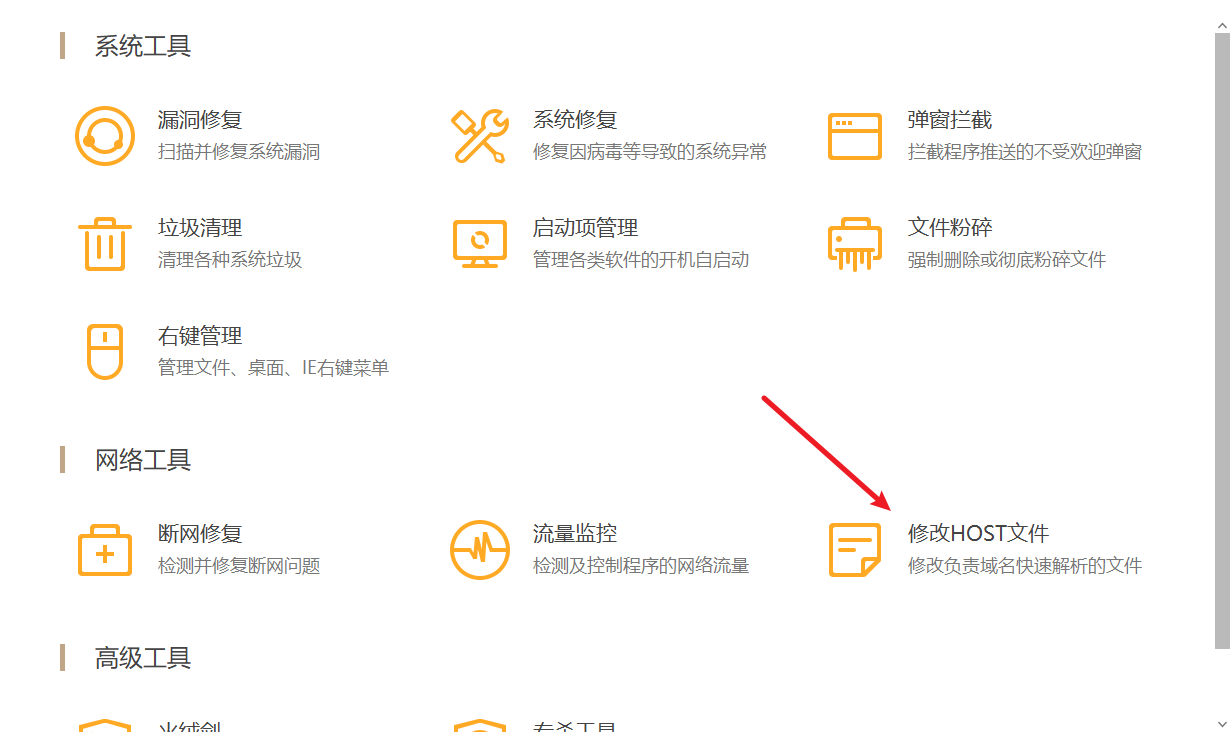 系统工具
漏洞修复
扫描并修复系统漏洞
系统修复
修复因病毒等导致的系统异常
弹窗拦截
拦截程序推送的不受欢迎弹窗
垃圾清理
清理各种系统垃圾
启动项管理
管理各类软件的开机自启动
文件粉碎
强制删除或彻底粉碎文件
右键管理
管理文件、桌面、IE右键菜单
网络工具
断网修复
检测并修复断网问题
流量监控
检测及控制程序的网络流量
修改HOST文件
修改负责域名快速解析的文件
高级工具
火绒剑
专杀工具